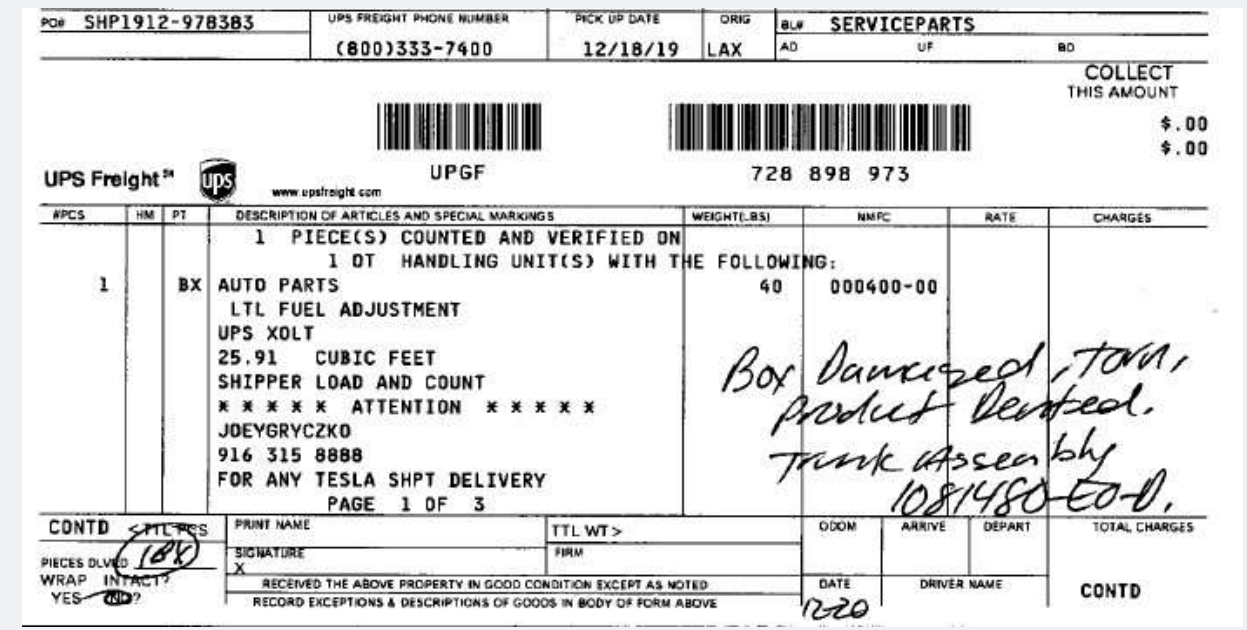 PO# SHP1912-978383
UPS FREIGHT PHONE NUMBER
(800)333-7400
PICK UP DATE
12/18/19
ORIG
LAX
BL# SERVICEPARTS
AD UF BD
COLLECT
THIS AMOUNT
$.00
$.00
UPS Freight SM
ups
www.upsfreight.com
UPGF
728 898 973
#PCS HM PT DESCRIPTION OF ARTICLES AND SPECIAL MARKINGS WEIGHT(LBS) NMFC RATE CHARGES
1 PIECE(S) COUNTED AND VERIFIED ON
1 OT HANDLING UNIT(S) WITH THE FOLLOWING:
1 BX AUTO PARTS 40 000400-00
LTL FUEL ADJUSTMENT
UPS XOLT
25.91 CUBIC FEET
SHIPPER LOAD AND COUNT
* * * * * ATTENTION * * * * *
JOEYGRYCZKO
916 315 8888
FOR ANY TESLA SHPT DELIVERY
PAGE 1 OF 3
Box Damaged, Torn,
Product Dented.
Trunk Assembly
1081480-E0-D.
CONTD <TTL PCS
PRINT NAME
TTL WT>
ODOM ARRIVE DEPART TOTAL CHARGES
PIECES DLVRD 1BX
SIGNATURE
X
FIRM
WRAP INTACT?
YES NO?
RECEIVED THE ABOVE PROPERTY IN GOOD CONDITION EXCEPT AS NOTED
RECORD EXCEPTIONS & DESCRIPTIONS OF GOODS IN BODY OF FORM ABOVE
DATE
12-20
DRIVER NAME
CONTD